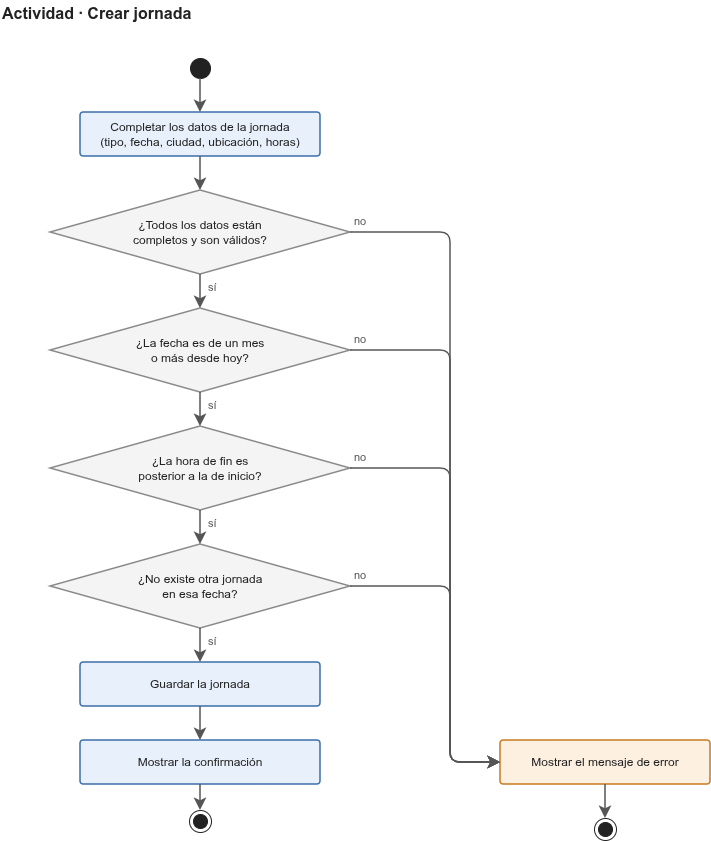 Actividad · Crear jornada
Completar los datos de la jornada
(tipo, fecha, ciudad, ubicación, horas)
¿Todos los datos están
completos y son válidos?
no
sí
¿La fecha es de un mes
o más desde hoy?
no
sí
¿La hora de fin es
posterior a la de inicio?
no
sí
¿No existe otra jornada
en esa fecha?
no
sí
Guardar la jornada
Mostrar la confirmación
Mostrar el mensaje de error